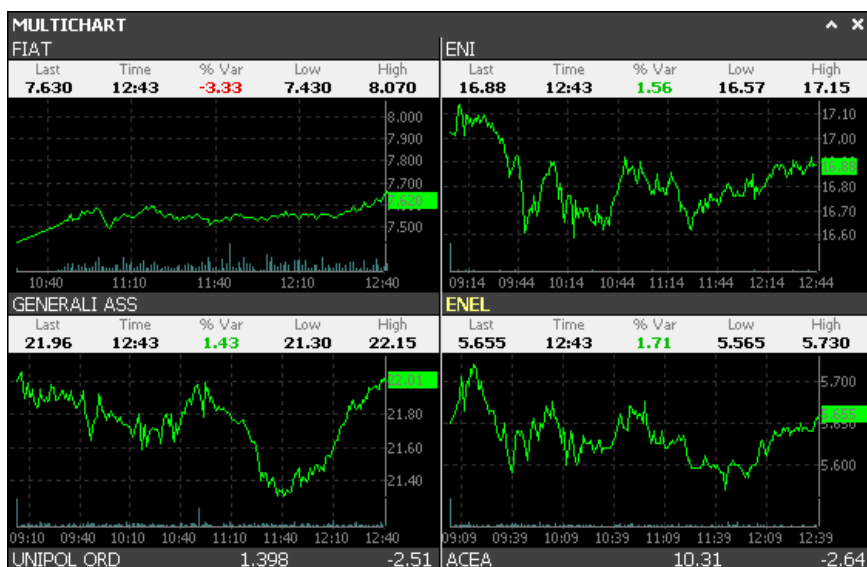 MULTICHART
FIAT
Last Time % Var Low High
7.630 12:43 -3.33 7.430 8.070
8.000
7.900
7.800
7.700
7.620
7.500
10:40 11:10 11:40 12:10 12:40
ENI
Last Time % Var Low High
16.88 12:43 1.56 16.57 17.15
17.10
17.00
16.88
16.80
16.70
16.60
09:14 09:44 10:14 10:44 11:14 11:44 12:14 12:44
GENERALI ASS
Last Time % Var Low High
21.96 12:43 1.43 21.30 22.15
22.01
21.80
21.60
21.40
09:10 09:40 10:10 10:40 11:10 11:40 12:10 12:40
ENEL
Last Time % Var Low High
5.655 12:43 1.71 5.565 5.730
5.700
5.655
5.650
5.600
09:09 09:39 10:09 10:39 11:09 11:39 12:09 12:39
UNIPOL ORD 1.398 -2.51
ACEA 10.31 -2.64